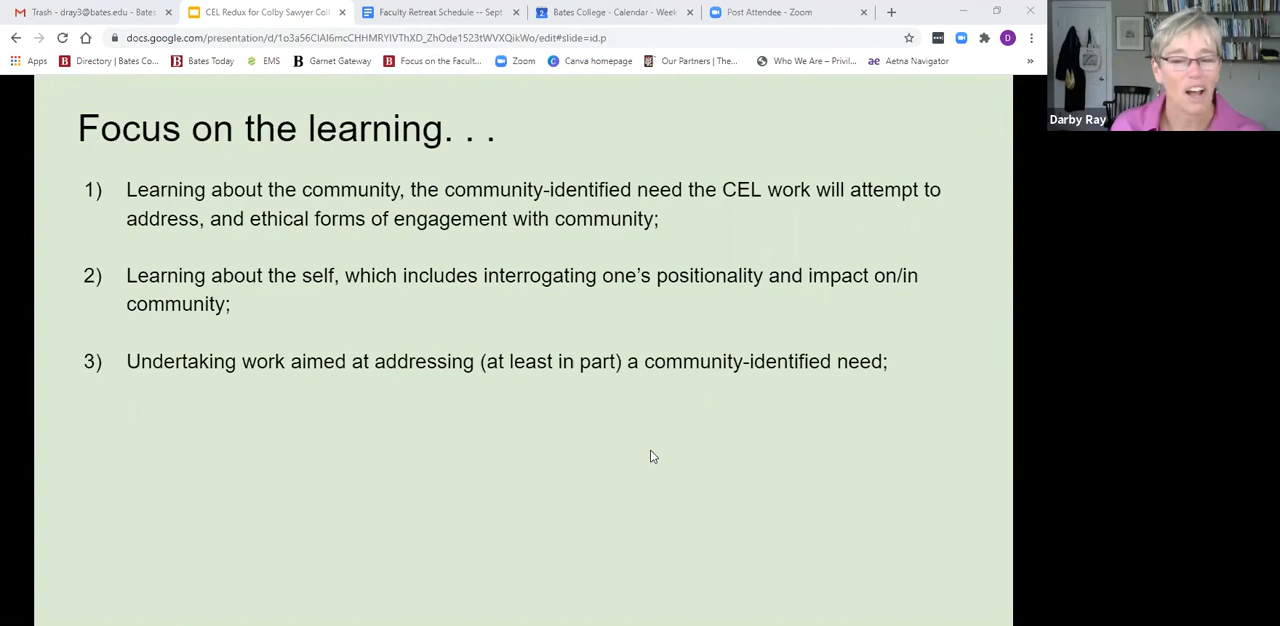 Trash - dray3@bates.edu - Bates
CEL Redux for Colby Sawyer Coll
Faculty Retreat Schedule -- Sept
2
Bates College - Calendar - Week
Post Attendee - Zoom
docs.google.com/presentation/d/1o3a56ClAI6mcCHHMRYIVThXD_ZhOde1523tWVXQikWo/edit#slide=id.p
D
Apps
B Directory | Bates Co...
B Bates Today
EMS
B Garnet Gateway
B Focus on the Facult...
Zoom
C Canva homepage
Our Partners | The...
Who We Are – Privil...
ae Aetna Navigator
»
Darby Ray
Focus on the learning. . .
1) Learning about the community, the community-identified need the CEL work will attempt to
address, and ethical forms of engagement with community;
2) Learning about the self, which includes interrogating one's positionality and impact on/in
community;
3) Undertaking work aimed at addressing (at least in part) a community-identified need;